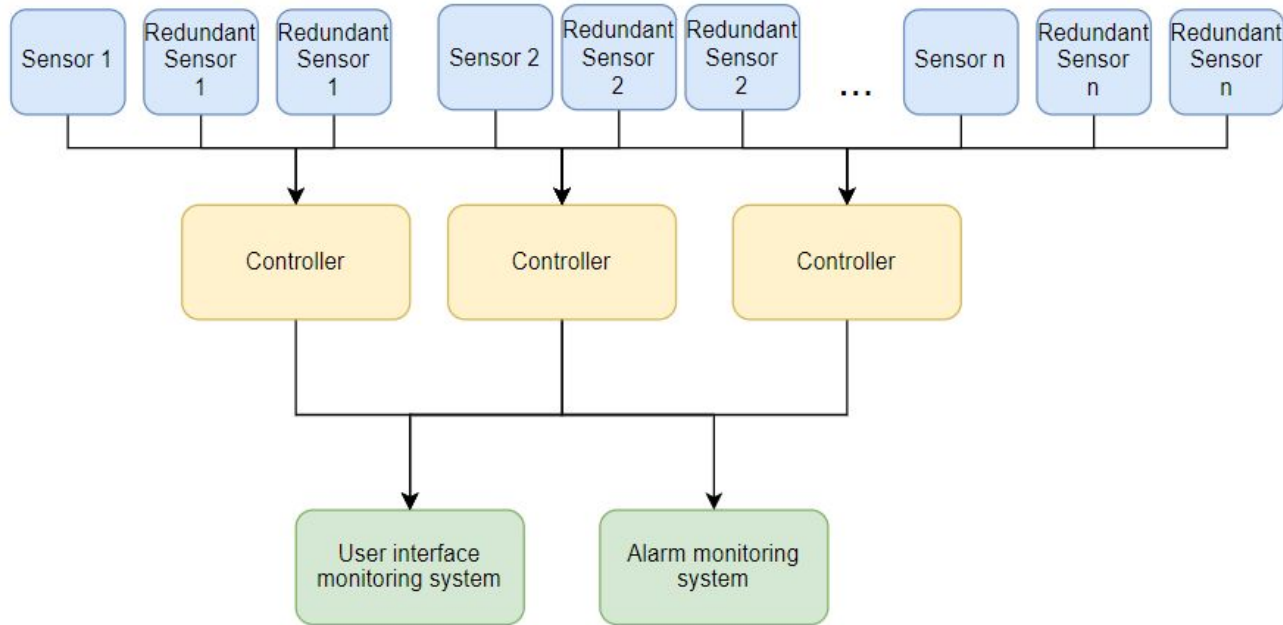 Sensor 1
Redundant
Sensor
1
Redundant
Sensor
1
Sensor 2
Redundant
Sensor
2
Redundant
Sensor
2
...
Sensor n
Redundant
Sensor
n
Redundant
Sensor
n
Controller
Controller
Controller
User interface
monitoring system
Alarm monitoring
system